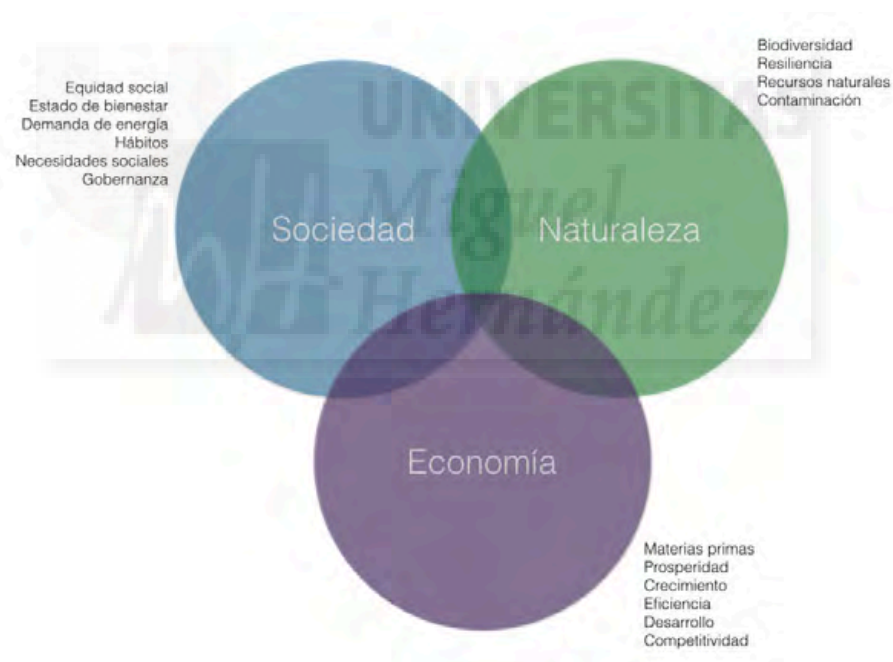 Equidad social
Estado de bienestar
Demanda de energía
Hábitos
Necesidades sociales
Gobernanza
Biodiversidad
Resiliencia
Recursos naturales
Contaminación
UNIVERSITAS
Miguel
Hernández
Sociedad
Naturaleza
Economía
Materias primas
Prosperidad
Crecimiento
Eficiencia
Desarrollo
Competitividad